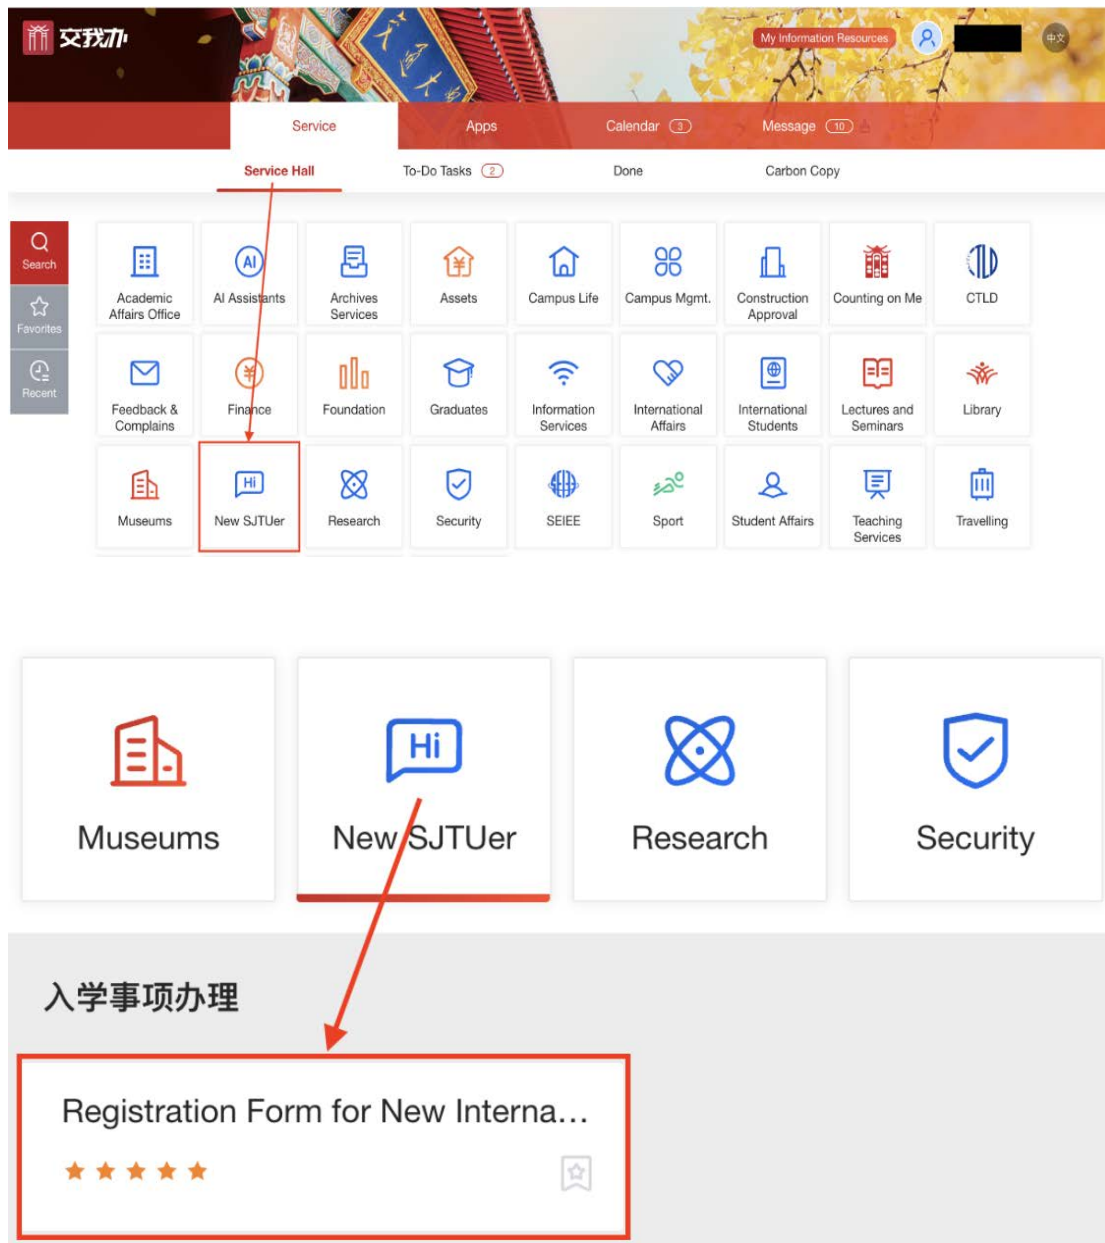 交我办
My Information Resources
中文
Service
Apps
Calendar 3
Message 10
Service Hall
To-Do Tasks 2
Done
Carbon Copy
Search
Favorites
Recent
Academic
Affairs Office
AI
AI Assistants
Archives
Services
Assets
Campus Life
Campus Mgmt.
Construction
Approval
Counting on Me
CTLD
Feedback &
Complains
Finance
Foundation
Graduates
Information
Services
International
Affairs
International
Students
Lectures and
Seminars
Library
Museums
Hi
New SJTUer
Research
Security
SEIEE
Sport
Student Affairs
Teaching
Services
Travelling
Museums
Hi
New SJTUer
Research
Security
入学事项办理
Registration Form for New Interna...